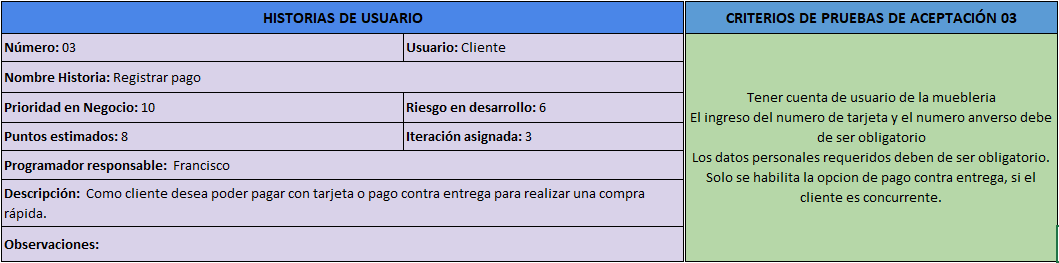 HISTORIAS DE USUARIO
Número: 03
Usuario: Cliente
Nombre Historia: Registrar pago
Prioridad en Negocio: 10
Riesgo en desarrollo: 6
Puntos estimados: 8
Iteración asignada: 3
Programador responsable: Francisco
Descripción: Como cliente desea poder pagar con tarjeta o pago contra entrega para realizar una compra
rápida.
Observaciones:
CRITERIOS DE PRUEBAS DE ACEPTACIÓN 03
Tener cuenta de usuario de la muebleria
El ingreso del numero de tarjeta y el numero anverso debe
de ser obligatorio
Los datos personales requeridos deben de ser obligatorio.
Solo se habilita la opcion de pago contra entrega, si el
cliente es concurrente.